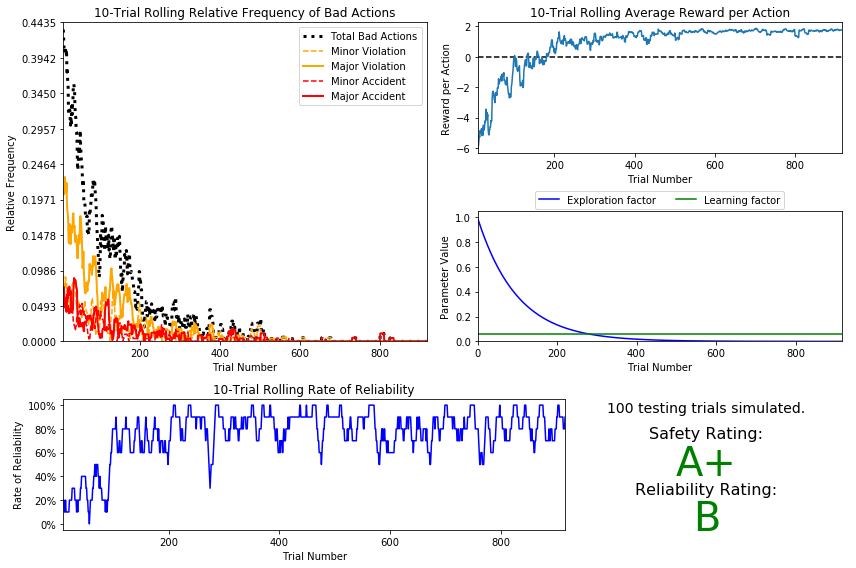 10-Trial Rolling Relative Frequency of Bad Actions
Relative Frequency
0.4435
0.3942
0.3450
0.2957
0.2464
0.1971
0.1478
0.0986
0.0493
0.0000
Total Bad Actions
Minor Violation
Major Violation
Minor Accident
Major Accident
200 400 600 800
Trial Number
10-Trial Rolling Average Reward per Action
Reward per Action
2
0
−2
−4
−6
200 400 600 800
Trial Number
Exploration factor Learning factor
Parameter Value
1.0
0.8
0.6
0.4
0.2
0.0
0 200 400 600 800
Trial Number
10-Trial Rolling Rate of Reliability
Rate of Reliability
100%
80%
60%
40%
20%
0%
200 400 600 800
Trial Number
100 testing trials simulated.
Safety Rating:
A+
Reliability Rating:
B